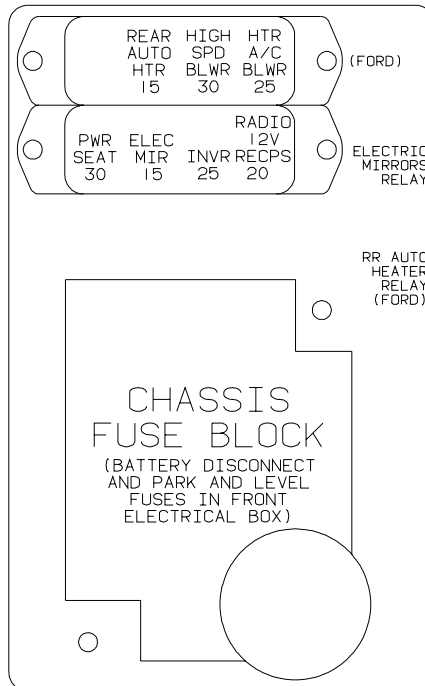 REAR HIGH HTR
AUTO SPD A/C
HTR BLWR BLWR
15 30 25
(FORD)
RADIO
PWR ELEC 12V
SEAT MIR INVR RECPS
30 15 25 20
ELECTRIC
MIRRORS
RELAY
RR AUTO
HEATER
RELAY
(FORD)
CHASSIS
FUSE BLOCK
(BATTERY DISCONNECT
AND PARK AND LEVEL
FUSES IN FRONT
ELECTRICAL BOX)